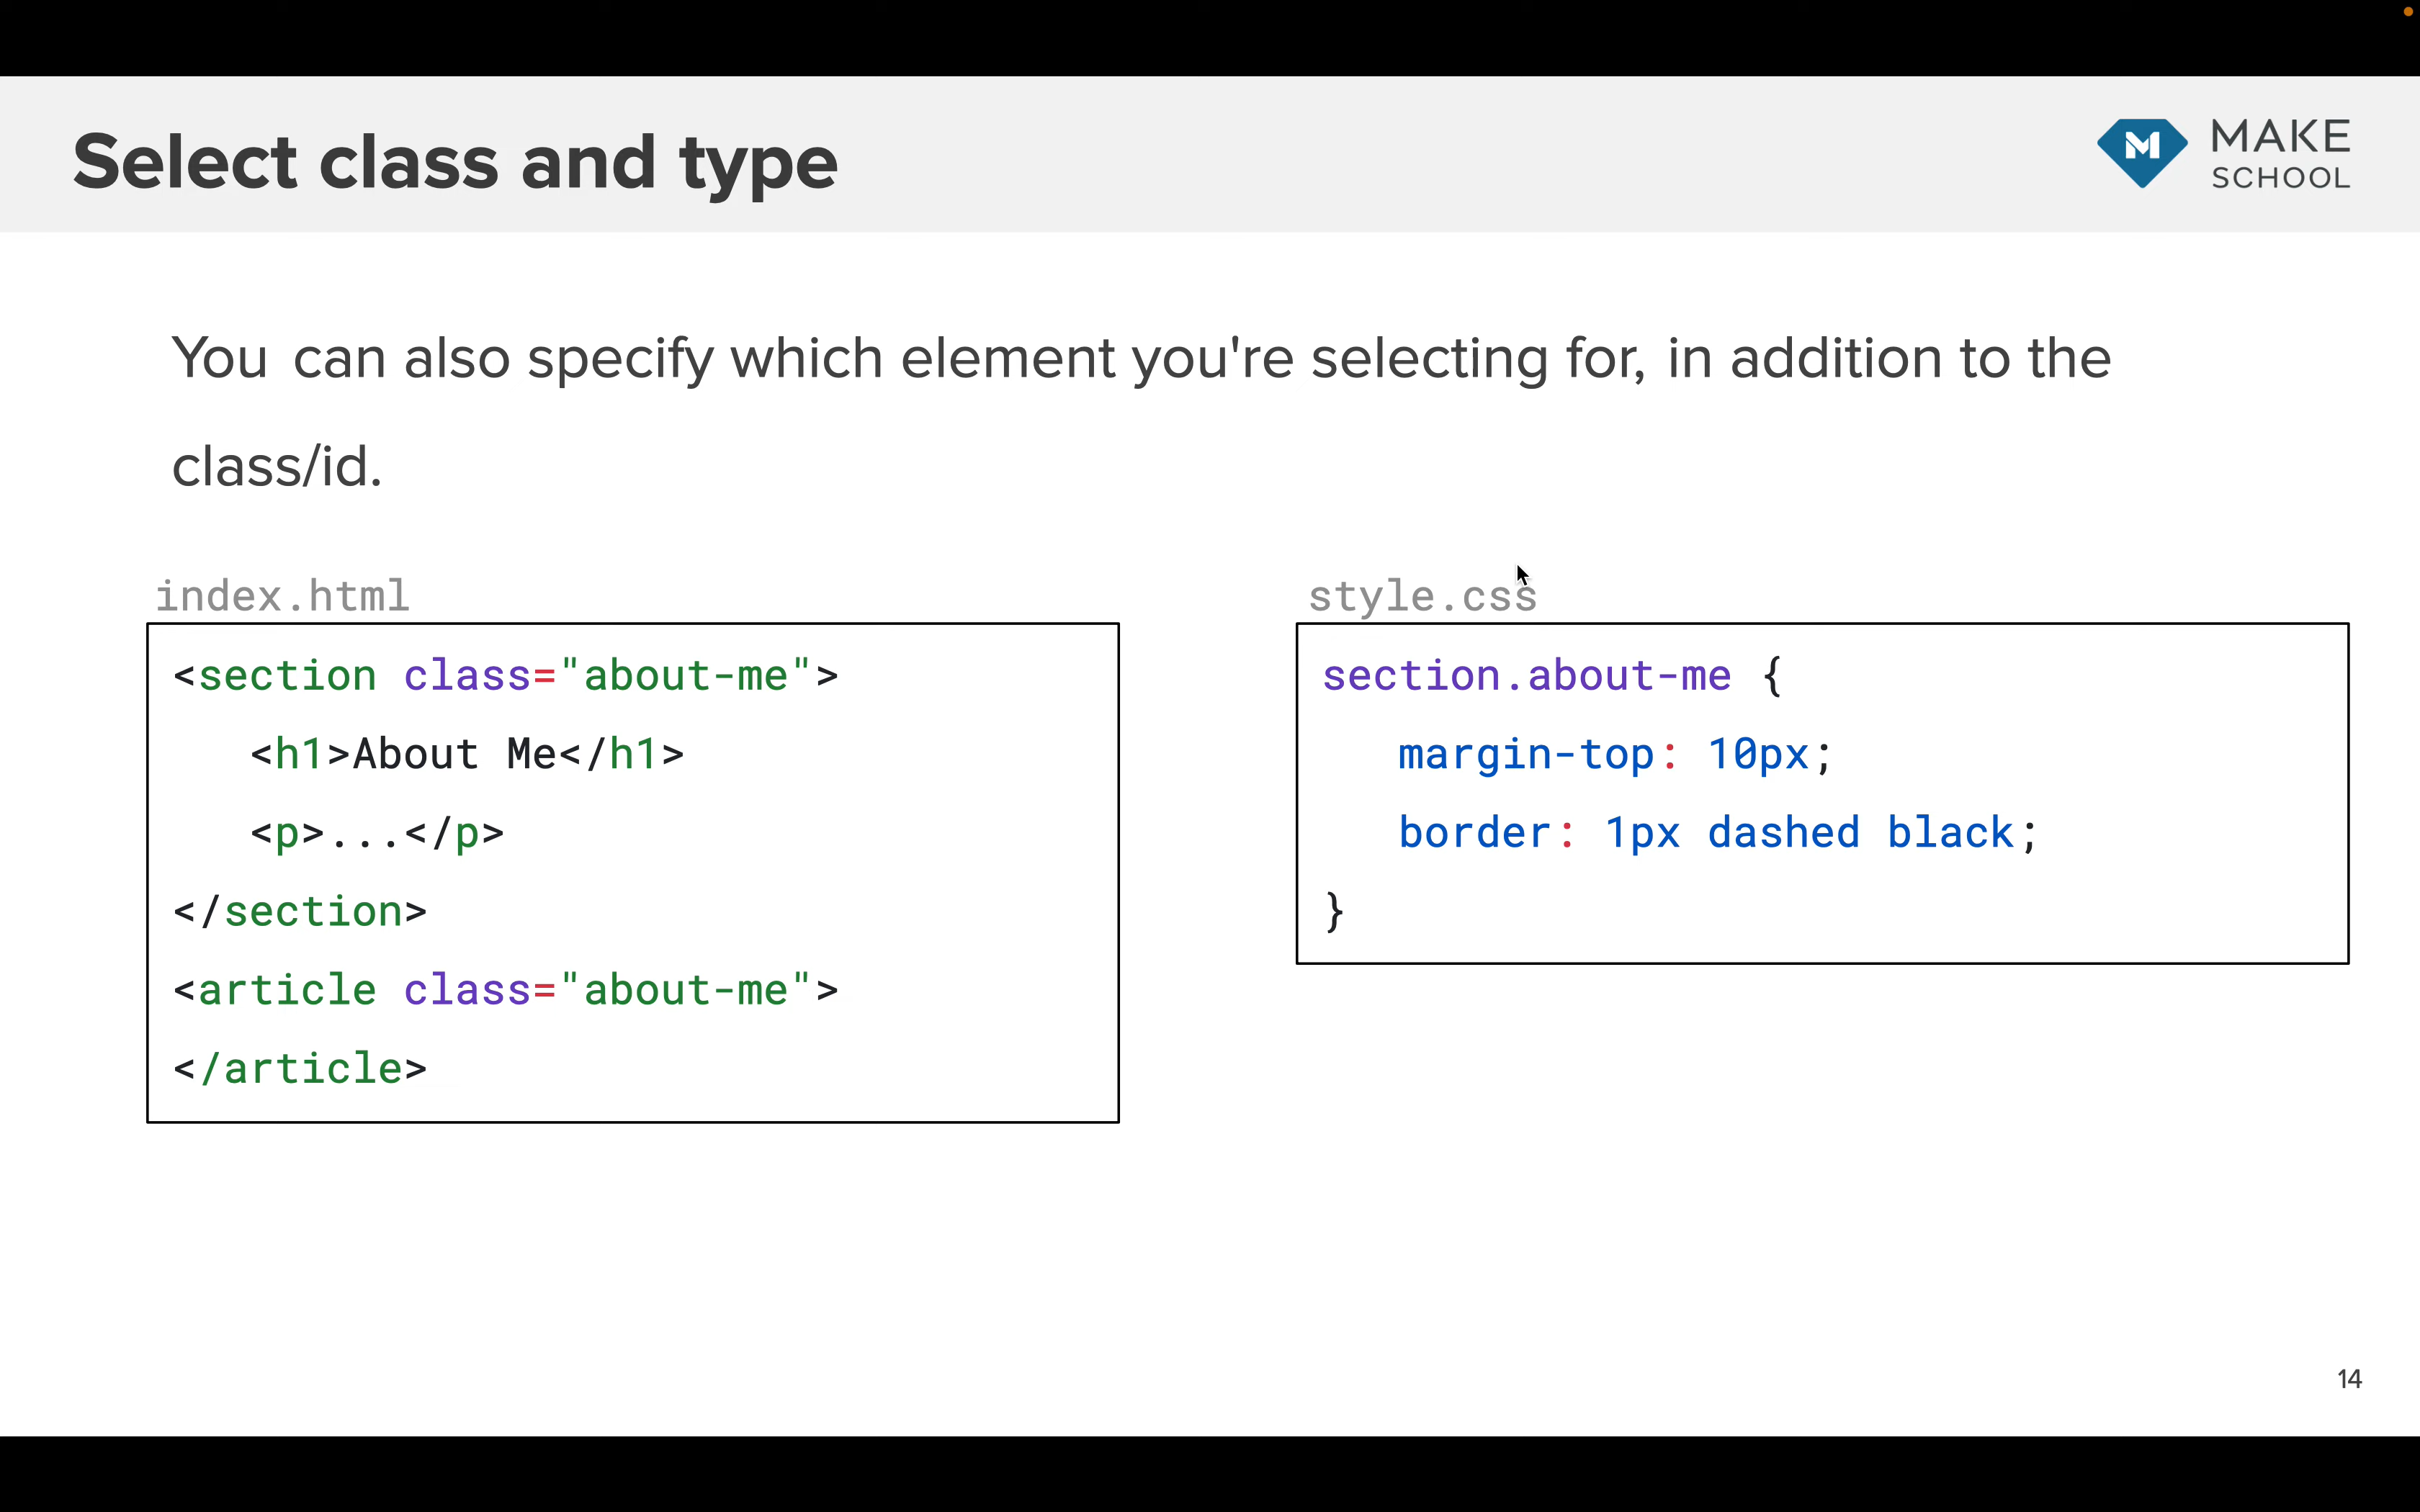 Select class and type
MAKE
SCHOOL
You can also specify which element you're selecting for, in addition to the
class/id.
index.html
<section class="about-me">
<h1>About Me</h1>
<p>...</p>
</section>
<article class="about-me">
</article>
style.css
section.about-me {
margin-top: 10px;
border: 1px dashed black;
}
14